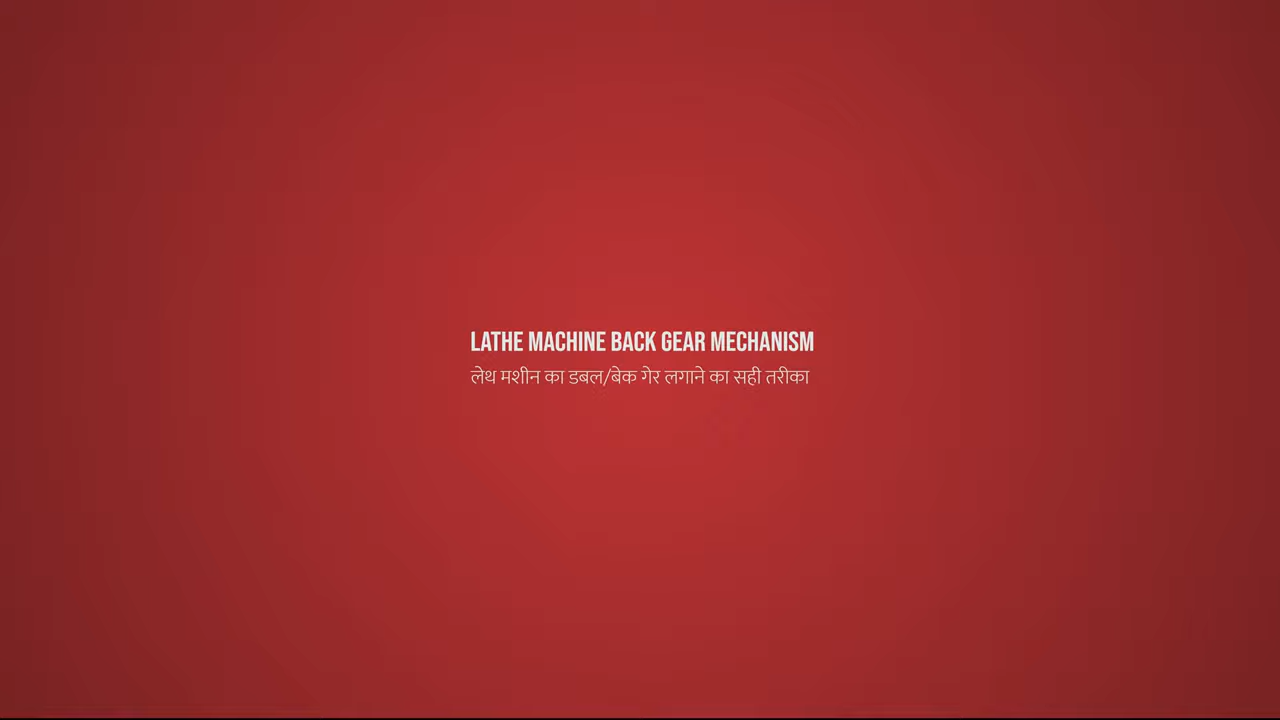 LATHE MACHINE BACK GEAR MECHANISM
लेथ मशीन का डबल/बेक गेर लगाने का सही तरीका